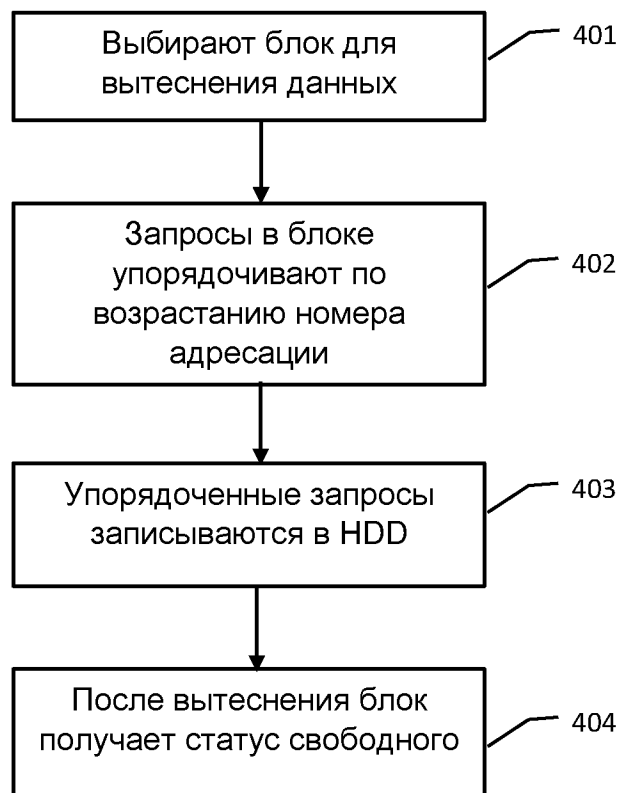 Выбирают блок для
вытеснения данных
401
Запросы в блоке
упорядочивают по
возрастанию номера
адресации
402
Упорядоченные запросы
записываются в HDD
403
После вытеснения блок
получает статус свободного
404